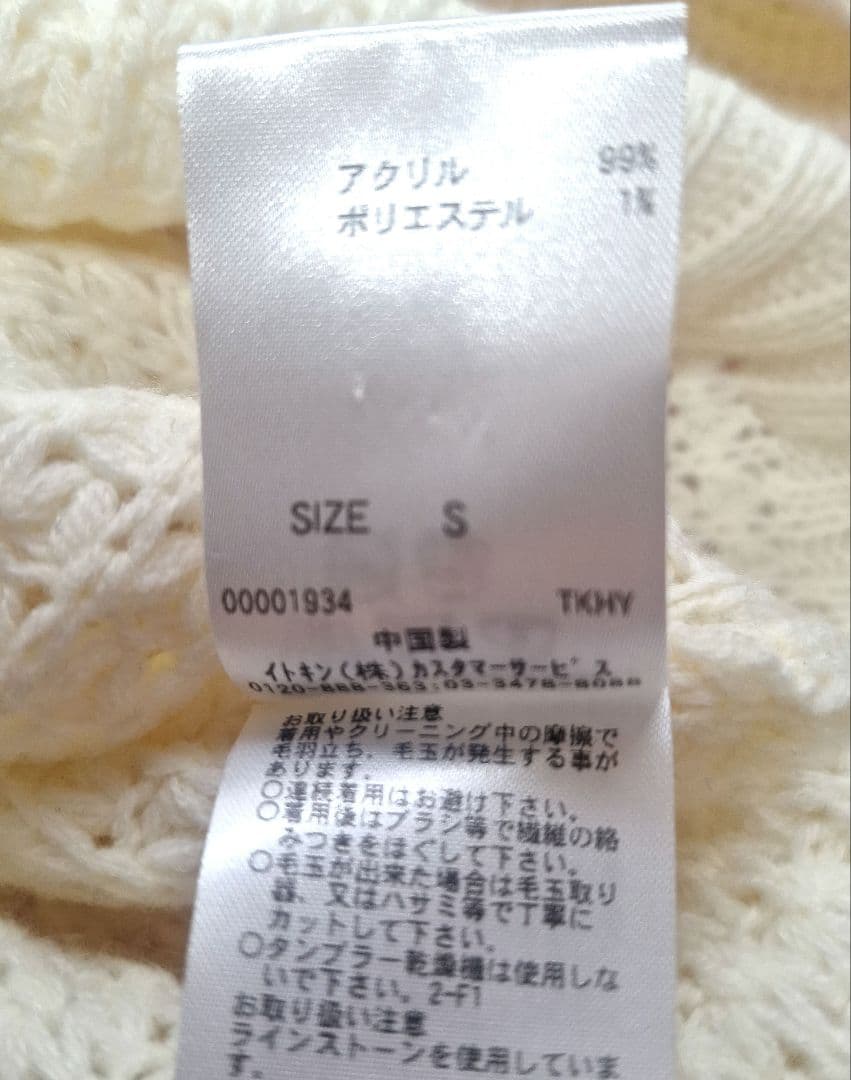 アクリル 99%
ポリエステル 1%
SIZE S
00001934 TKHY
中国製
イトキン(株)カスタマーサービス
0120-888-363:03-3478-8088
お取り扱い注意
着用やクリーニング中の摩擦で
毛羽立ち、毛玉が発生する事が
あります。
○連続着用はお避け下さい。
○着用後はブラシ等で繊維の絡
みつきをほぐして下さい。
○毛玉が出来た場合は毛玉取り
器、又はハサミ等で丁寧に
カットして下さい。
○タンブラー乾燥機は使用しな
いで下さい。2-F1
お取り扱い注意
ラインストーンを使用していま
す。